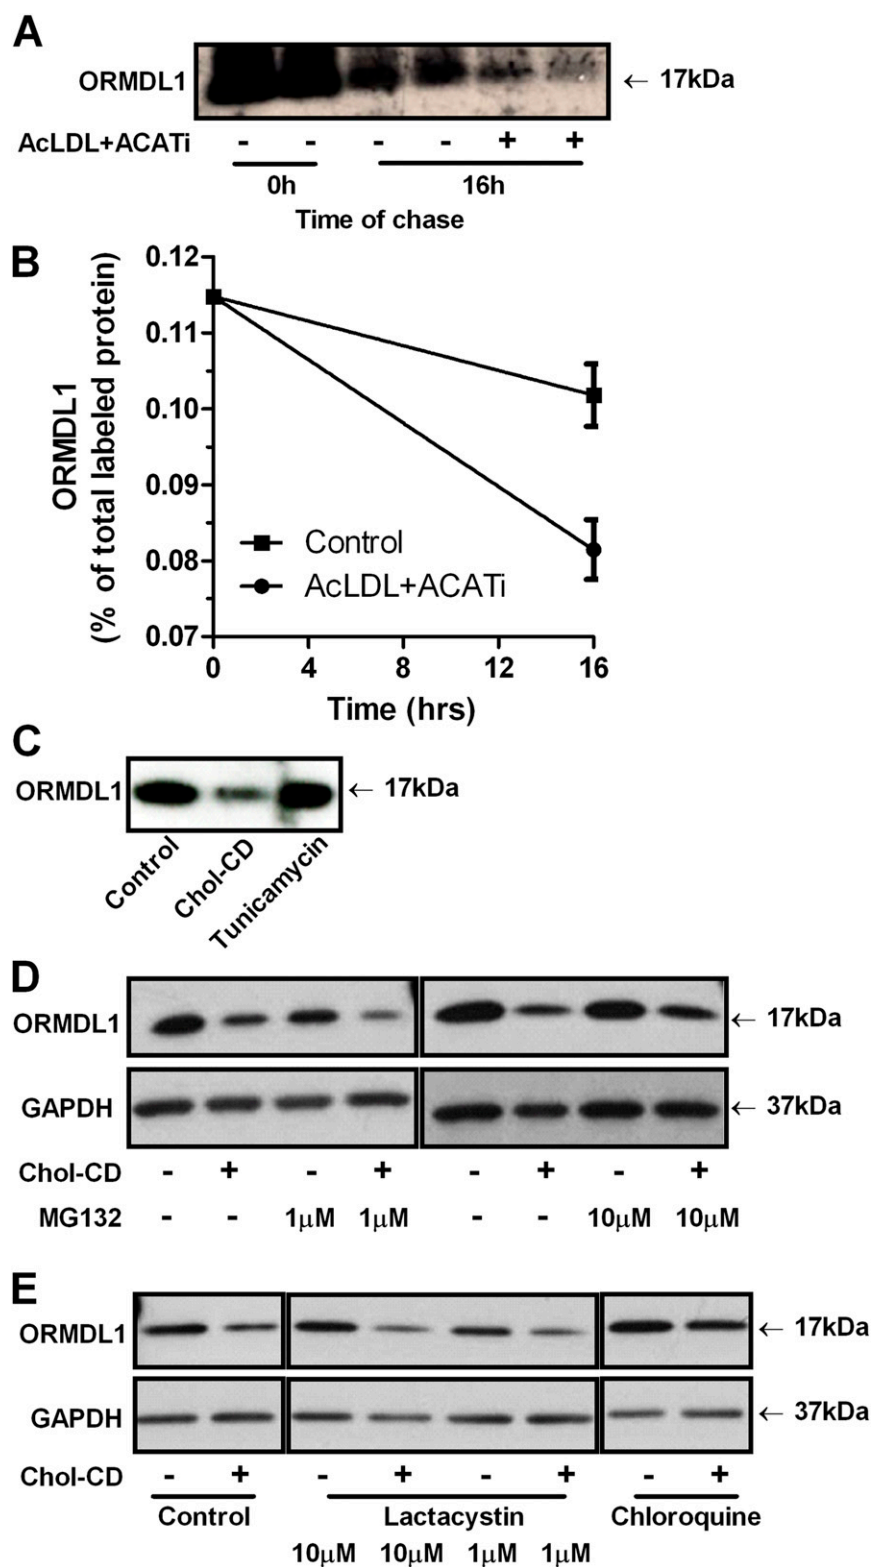 A
ORMDL1
← 17kDa
AcLDL+ACATi - - - - + +
0h 16h
Time of chase
B
ORMDL1
(% of total labeled protein)
0.12
0.11
0.10
0.09
0.08
0.07
Control
AcLDL+ACATi
0 4 8 12 16
Time (hrs)
C
ORMDL1
← 17kDa
Control Chol-CD Tunicamycin
D
ORMDL1
← 17kDa
GAPDH
← 37kDa
Chol-CD - + - + - + - +
MG132 - - 1μM 1μM - - 10μM 10μM
E
ORMDL1
← 17kDa
GAPDH
← 37kDa
Chol-CD - + - + - + - +
Control Lactacystin Chloroquine
10μM 10μM 1μM 1μM